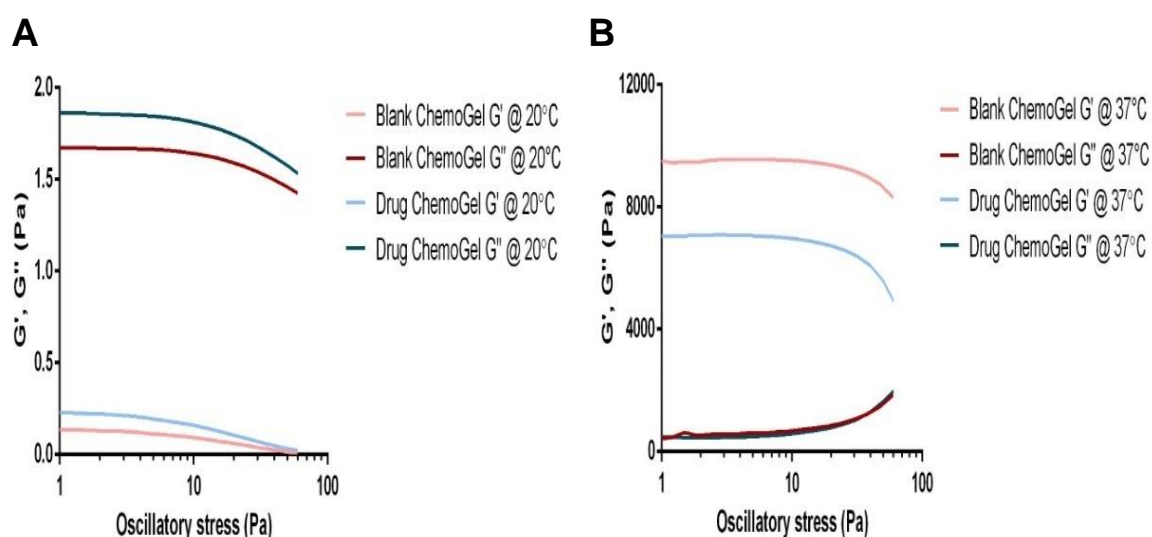 A
2.0
1.5
1.0
0.5
0.0
1 10 100
G', G'' (Pa)
Oscillatory stress (Pa)
Blank ChemoGel G' @ 20°C
Blank ChemoGel G'' @ 20°C
Drug ChemoGel G' @ 20°C
Drug ChemoGel G'' @ 20°C
B
12000
8000
4000
0
1 10 100
G', G'' (Pa)
Oscillatory stress (Pa)
Blank ChemoGel G' @ 37°C
Blank ChemoGel G'' @ 37°C
Drug ChemoGel G' @ 37°C
Drug ChemoGel G'' @ 37°C